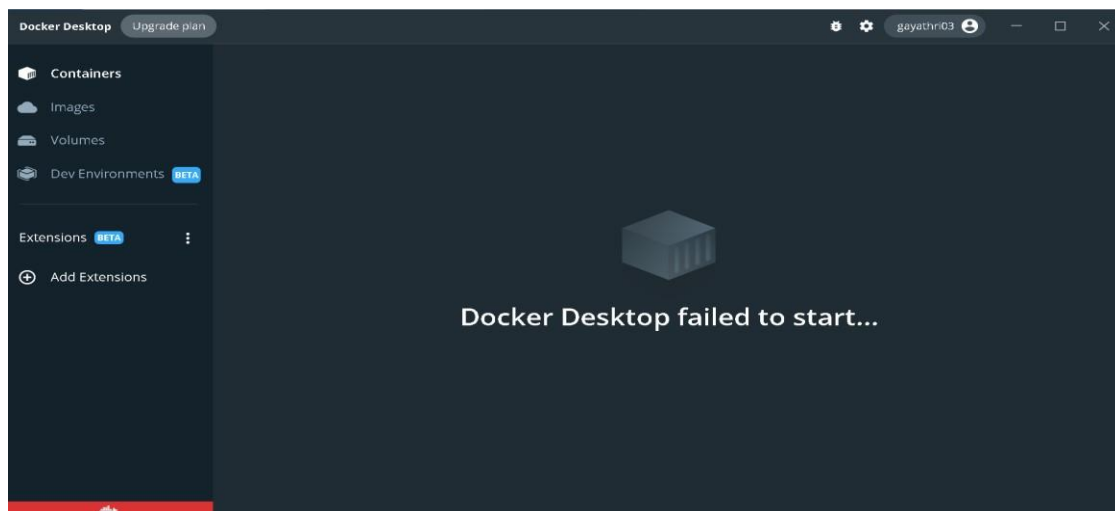 Docker Desktop Upgrade plan gayathri03
Containers
Images
Volumes
Dev Environments BETA
Extensions BETA
Add Extensions
Docker Desktop failed to start...